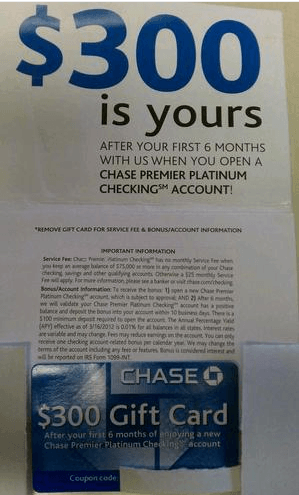 $300
is yours
AFTER YOUR FIRST 6 MONTHS
WITH US WHEN YOU OPEN A
CHASE PREMIER PLATINUM
CHECKING℠ ACCOUNT!
*REMOVE GIFT CARD FOR SERVICE FEE & BONUS/ACCOUNT INFORMATION
IMPORTANT INFORMATION
Service Fee: Chase Premier Platinum Checking℠ has no monthly Service Fee when
you keep an average balance of $75,000 or more in any combination of your Chase
checking, savings and other qualifying accounts. Otherwise a $25 monthly Service
Fee will apply. For more information, please see a banker or visit chase.com/checking.
Bonus/Account Information: To receive the bonus: 1) open a new Chase Premier
Platinum Checking℠ account, which is subject to approval; AND 2) After 6 months,
we will validate your Chase Premier Platinum Checking℠ account has a positive
balance and deposit the bonus into your account within 10 business days. There is a
$100 minimum deposit required to open the account. The Annual Percentage Yield
(APY) effective as of 3/16/2012 is 0.01% for all balances in all states. Interest rates
are variable and may change. Fees may reduce earnings on the account. You can only
receive one checking account-related bonus per calendar year. We may change the
terms of the account including any fees or features. Bonus is considered interest and
will be reported on IRS Form 1099-INT.
CHASE
$300 Gift Card
After your first 6 months of enjoying a new
Chase Premier Platinum Checking℠ account
Coupon code: